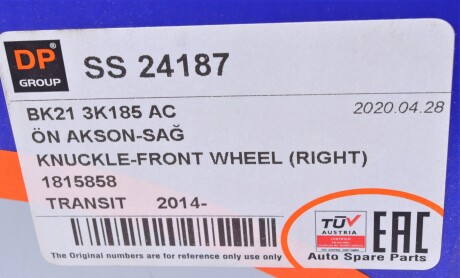 DP
GROUP
SS 24187
BK21 3K185 AC
2020.04.28
ÖN AKSON-SAĞ
KNUCKLE-FRONT WHEEL (RIGHT)
1815858
TRANSIT 2014-
TÜV
AUSTRIA
EAC
Auto Spare Parts
The Original numbers are for reference only use only